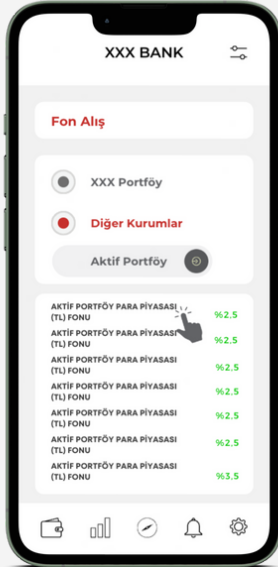 XXX BANK
Fon Alış
XXX Portföy
Diğer Kurumlar
Aktif Portföy
AKTİF PORTFÖY PARA PİYASASI
(TL) FONU
%2.5
AKTİF PORTFÖY PARA PİYASASI
(TL) FONU
%2.5
AKTİF PORTFÖY PARA PİYASASI
(TL) FONU
%2.5
AKTİF PORTFÖY PARA PİYASASI
(TL) FONU
%2.5
AKTİF PORTFÖY PARA PİYASASI
(TL) FONU
%2.5
AKTİF PORTFÖY PARA PİYASASI
(TL) FONU
%2.5
AKTİF PORTFÖY PARA PİYASASI
(TL) FONU
%3.5